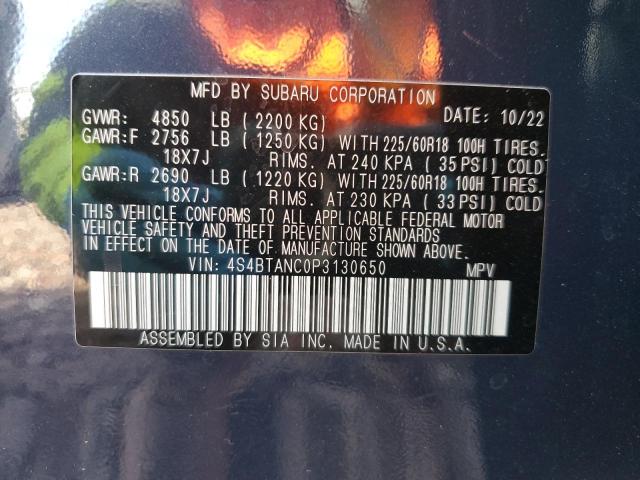 MFD BY SUBARU CORPORATION
GVWR: 4850 LB ( 2200 KG) DATE: 10/22
GAWR:F 2756 LB ( 1250 KG) WITH 225/60R18 100H TIRES.
18X7J RIMS. AT 240 KPA ( 35 PSI) COLD
GAWR:R 2690 LB ( 1220 KG) WITH 225/60R18 100H TIRES.
18X7J RIMS. AT 230 KPA ( 33 PSI) COLD
THIS VEHICLE CONFORMS TO ALL APPLICABLE FEDERAL MOTOR
VEHICLE SAFETY AND THEFT PREVENTION STANDARDS
IN EFFECT ON THE DATE OF MANUFACTURE SHOWN ABOVE.
VIN: 4S4BTANC0P3130650 MPV
ASSEMBLED BY SIA INC. MADE IN U.S.A.